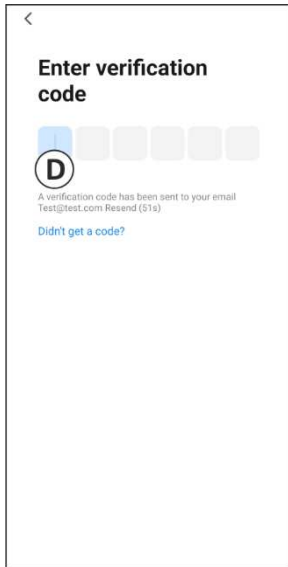 Enter verification
code
D
A verification code has been sent to your email
Test@test.com Resend (51s)
Didn't get a code?